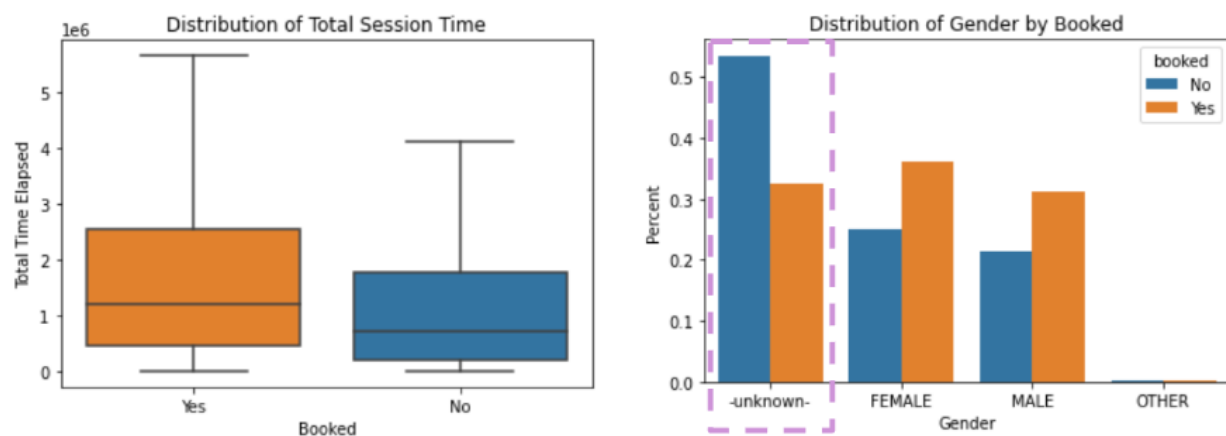 Distribution of Total Session Time
1e6
5
4
3
2
1
0
Total Time Elapsed
Yes
No
Booked
Distribution of Gender by Booked
booked
No
Yes
0.5
0.4
0.3
0.2
0.1
0.0
Percent
-unknown-
FEMALE
MALE
OTHER
Gender